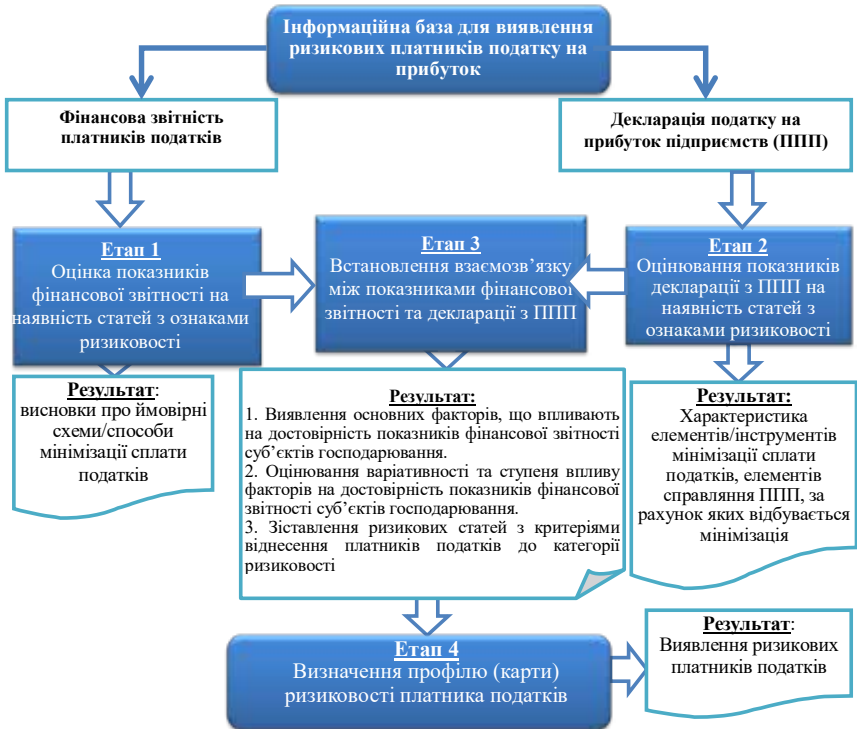 Інформаційна база для виявлення
ризикових платників податку на
прибуток
Фінансова звітність
платників податків
Декларація податку на
прибуток підприємств (ППП)
Етап 1
Оцінка показників
фінансової звітності на
наявність статей з ознаками
ризиковості
Етап 3
Встановлення взаємозв’язку
між показниками фінансової
звітності та декларації з ППП
Етап 2
Оцінювання показників
декларації з ППП на
наявність статей з
ознаками ризиковості
Результат:
висновки про ймовірні
схеми/способи
мінімізації сплати
податків
Результат:
1. Виявлення основних факторів, що впливають
на достовірність показників фінансової звітності
суб’єктів господарювання.
2. Оцінювання варіативності та ступеня впливу
факторів на достовірність показників фінансової
звітності суб’єктів господарювання.
3. Зіставлення ризикових статей з критеріями
віднесення платників податків до категорії
ризиковості
Результат:
Характеристика
елементів/інструментів
мінімізації сплати
податків, елементів
справляння ППП, за
рахунок яких відбувається
мінімізація
Етап 4
Визначення профілю (карти)
ризиковості платника податків
Результат:
Виявлення ризикових
платників податків